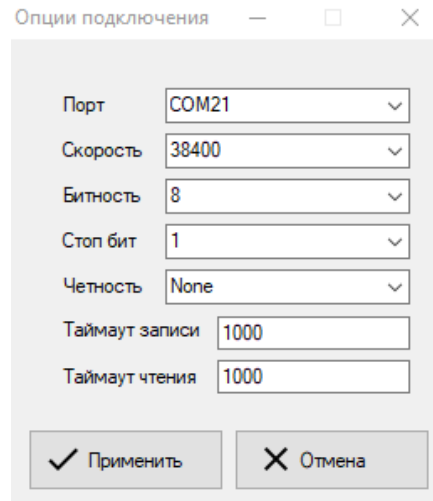 Опции подключения
Порт COM21
Скорость 38400
Битность 8
Стоп бит 1
Четность None
Таймаут записи 1000
Таймаут чтения 1000
Применить Отмена